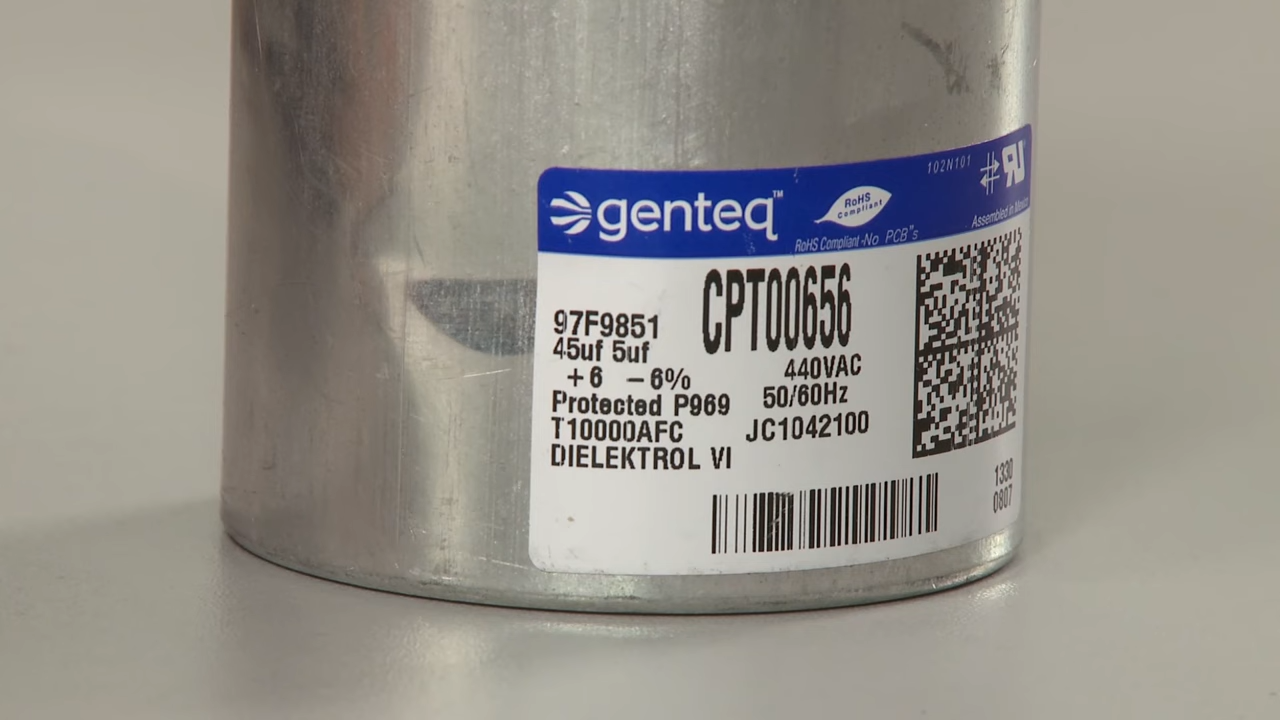 102N101
genteq™
RoHS
Compliant
RoHS Compliant-No PCB"s
Assembled in Mexico
CPT00656
97F9851
45uf 5uf
+6 −6%
440VAC
50/60Hz
Protected P969
T10000AFC
JC1042100
DIELEKTROL VI
1330
0807